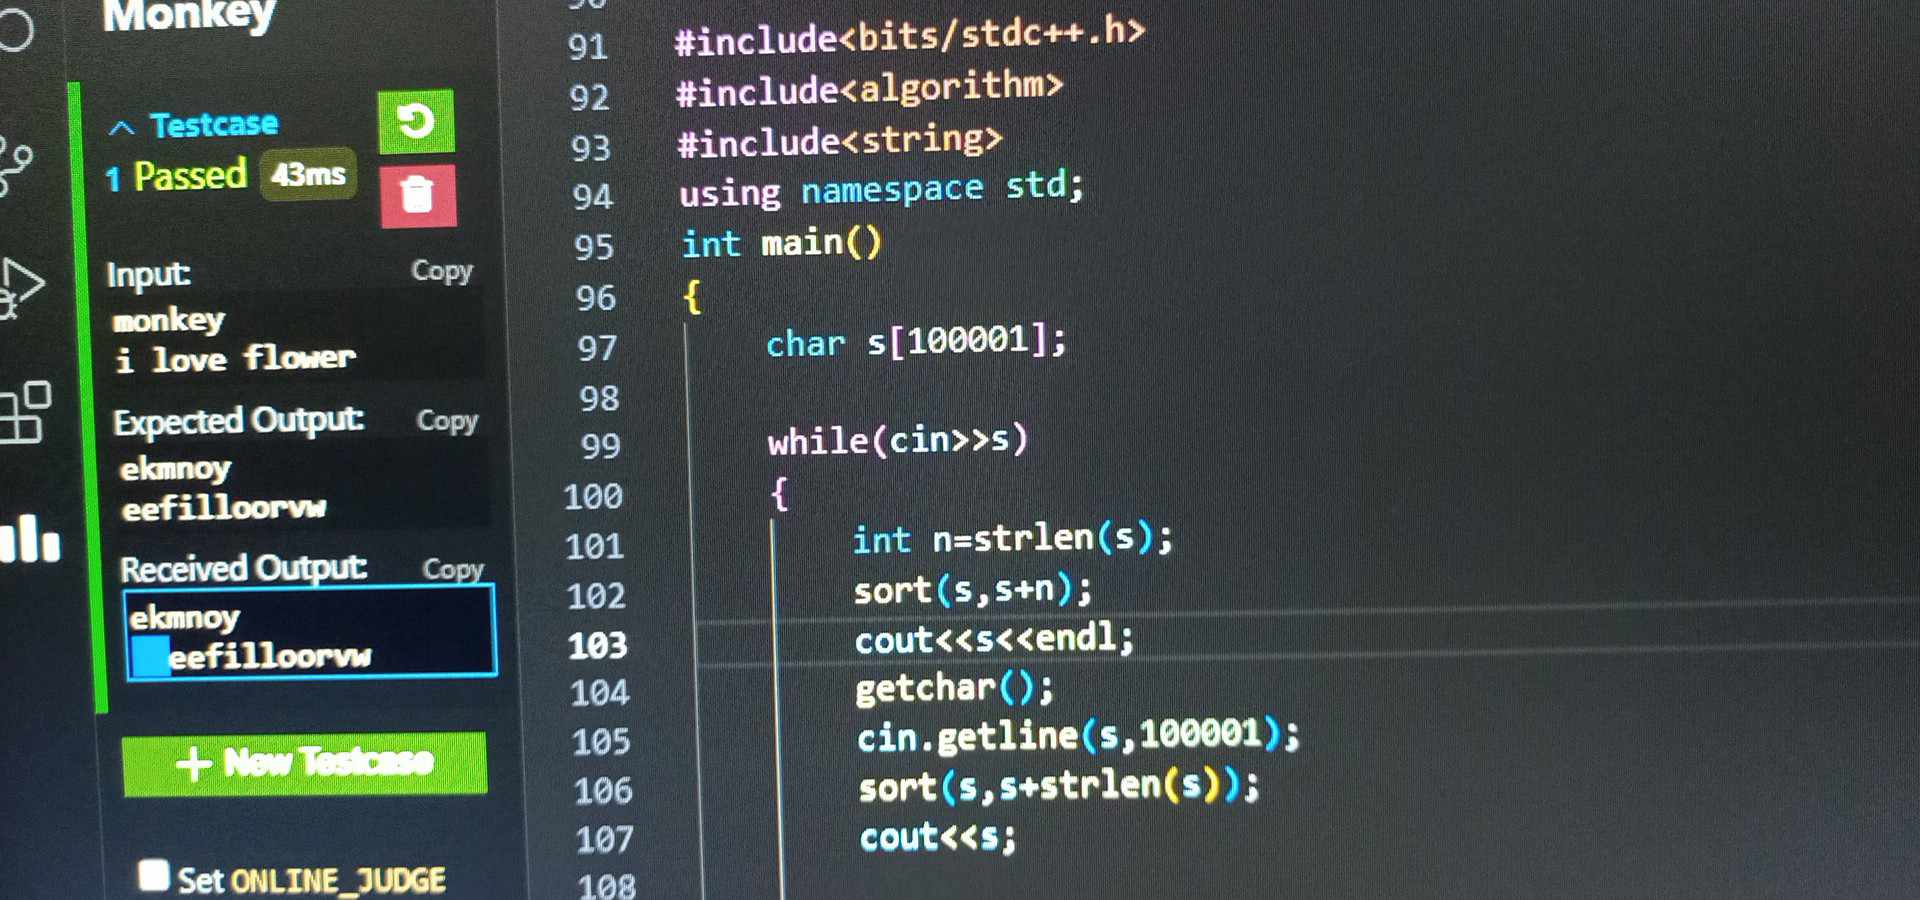 Monkey
Testcase
1 Passed 43ms
Input: Copy
monkey
i love flower
Expected Output: Copy
ekmnoy
eefilloorvw
Received Output: Copy
ekmnoy
eefilloorvw
+ New Testcase
Set ONLINE_JUDGE
91 #include<bits/stdc++.h>
92 #include<algorithm>
93 #include<string>
94 using namespace std;
95 int main()
96 {
97 char s[100001];
98
99 while(cin>>s)
100 {
101 int n=strlen(s);
102 sort(s,s+n);
103 cout<<s<<endl;
104 getchar();
105 cin.getline(s,100001);
106 sort(s,s+strlen(s));
107 cout<<s;
108